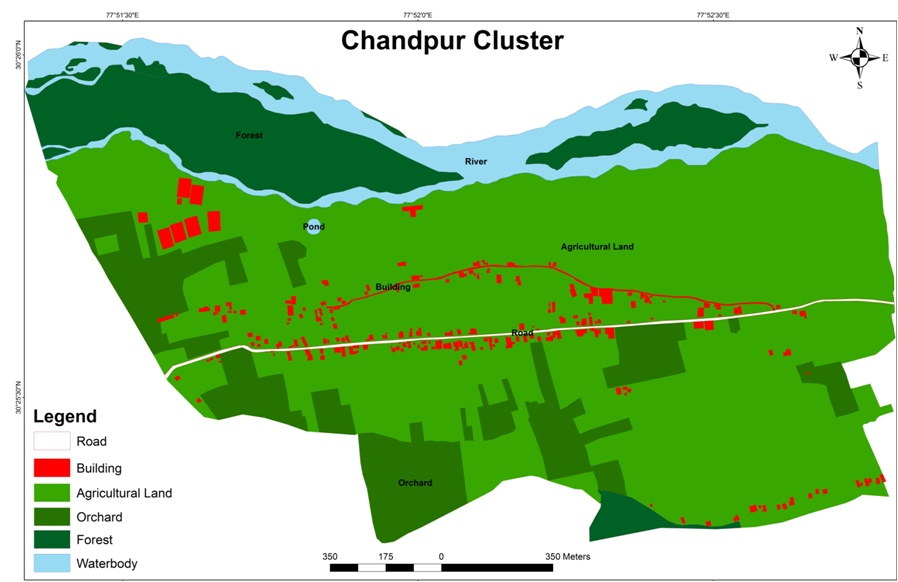 77°51'30"E
77°52'0"E
77°52'30"E
Chandpur Cluster
N
W
E
S
30°26'0"N
Forest
River
Pond
Agricultural Land
Building
Road
30°25'30"N
Legend
Road
Building
Agricultural Land
Orchard
Forest
Waterbody
Orchard
350 175 0 350 Meters